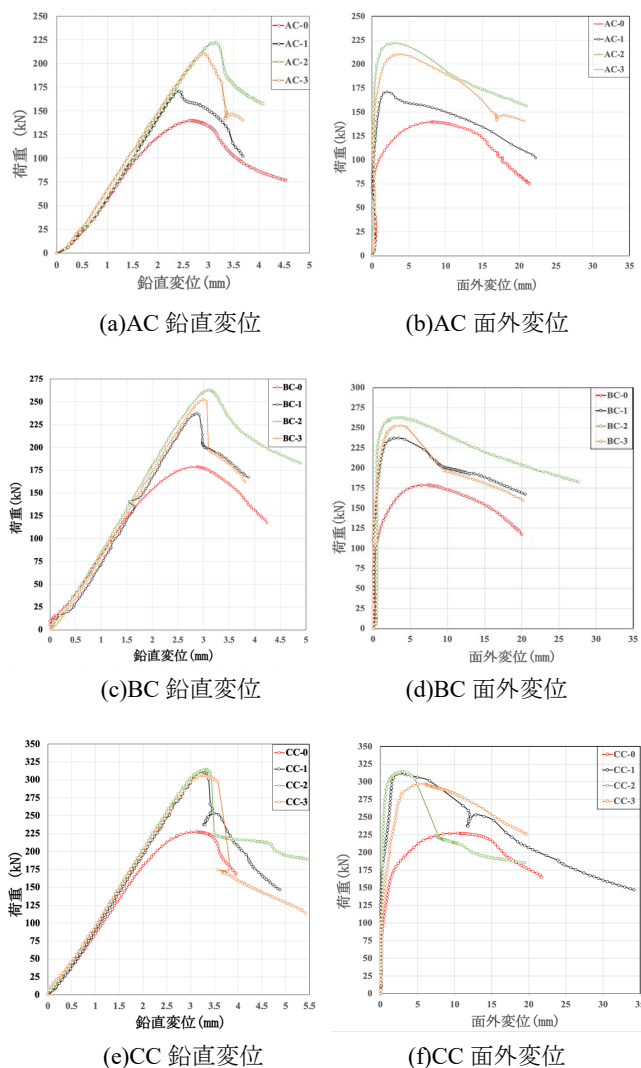 250
225
200
175
150
125
100
75
50
25
0
荷重 (kN)
0 0.5 1 1.5 2 2.5 3 3.5 4 4.5 5
鉛直変位(mm)
AC-0
AC-1
AC-2
AC-3
(a)AC 鉛直変位
250
225
200
175
150
125
100
75
50
25
0
荷重(kN)
0 5 10 15 20 25 30 35
面外変位(mm)
AC-0
AC-1
AC-2
AC-3
(b)AC 面外変位
275
250
225
200
175
150
125
100
75
50
25
0
荷重(kN)
0 0.5 1 1.5 2 2.5 3 3.5 4 4.5 5
鉛直変位(mm)
BC-0
BC-1
BC-2
BC-3
(c)BC 鉛直変位
300
275
250
225
200
175
150
125
100
75
50
25
0
荷重(kN)
0 5 10 15 20 25 30 35
面外変位(mm)
BC-0
BC-1
BC-2
BC-3
(d)BC 面外変位
350
325
300
275
250
225
200
175
150
125
100
75
50
25
0
荷重(kN)
0 0.5 1 1.5 2 2.5 3 3.5 4 4.5 5 5.5
鉛直変位(mm)
CC-0
CC-1
CC-2
CC-3
(e)CC 鉛直変位
350
325
300
275
250
225
200
175
150
125
100
75
50
25
0
荷重(kN)
0 5 10 15 20 25 30 35
面外変位(mm)
CC-0
CC-1
CC-2
CC-3
(f)CC 面外変位